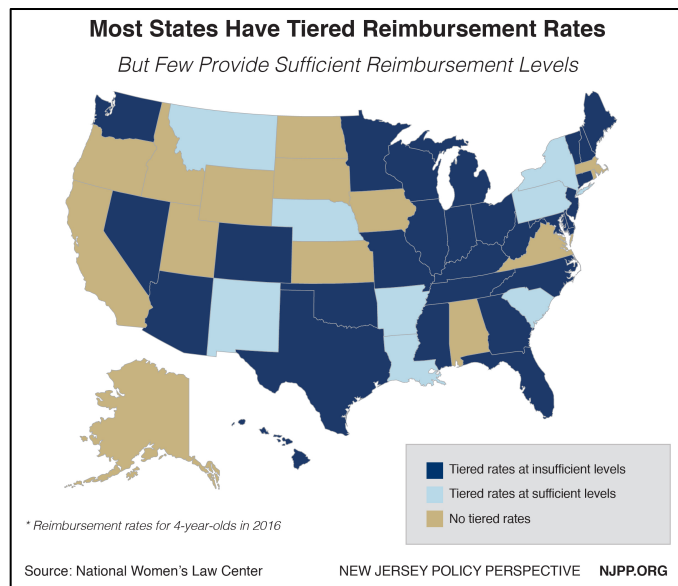 Most States Have Tiered Reimbursement Rates
But Few Provide Sufficient Reimbursement Levels
Tiered rates at insufficient levels
Tiered rates at sufficient levels
No tiered rates
* Reimbursement rates for 4-year-olds in 2016
Source: National Women's Law Center NEW JERSEY POLICY PERSPECTIVE NJPP.ORG